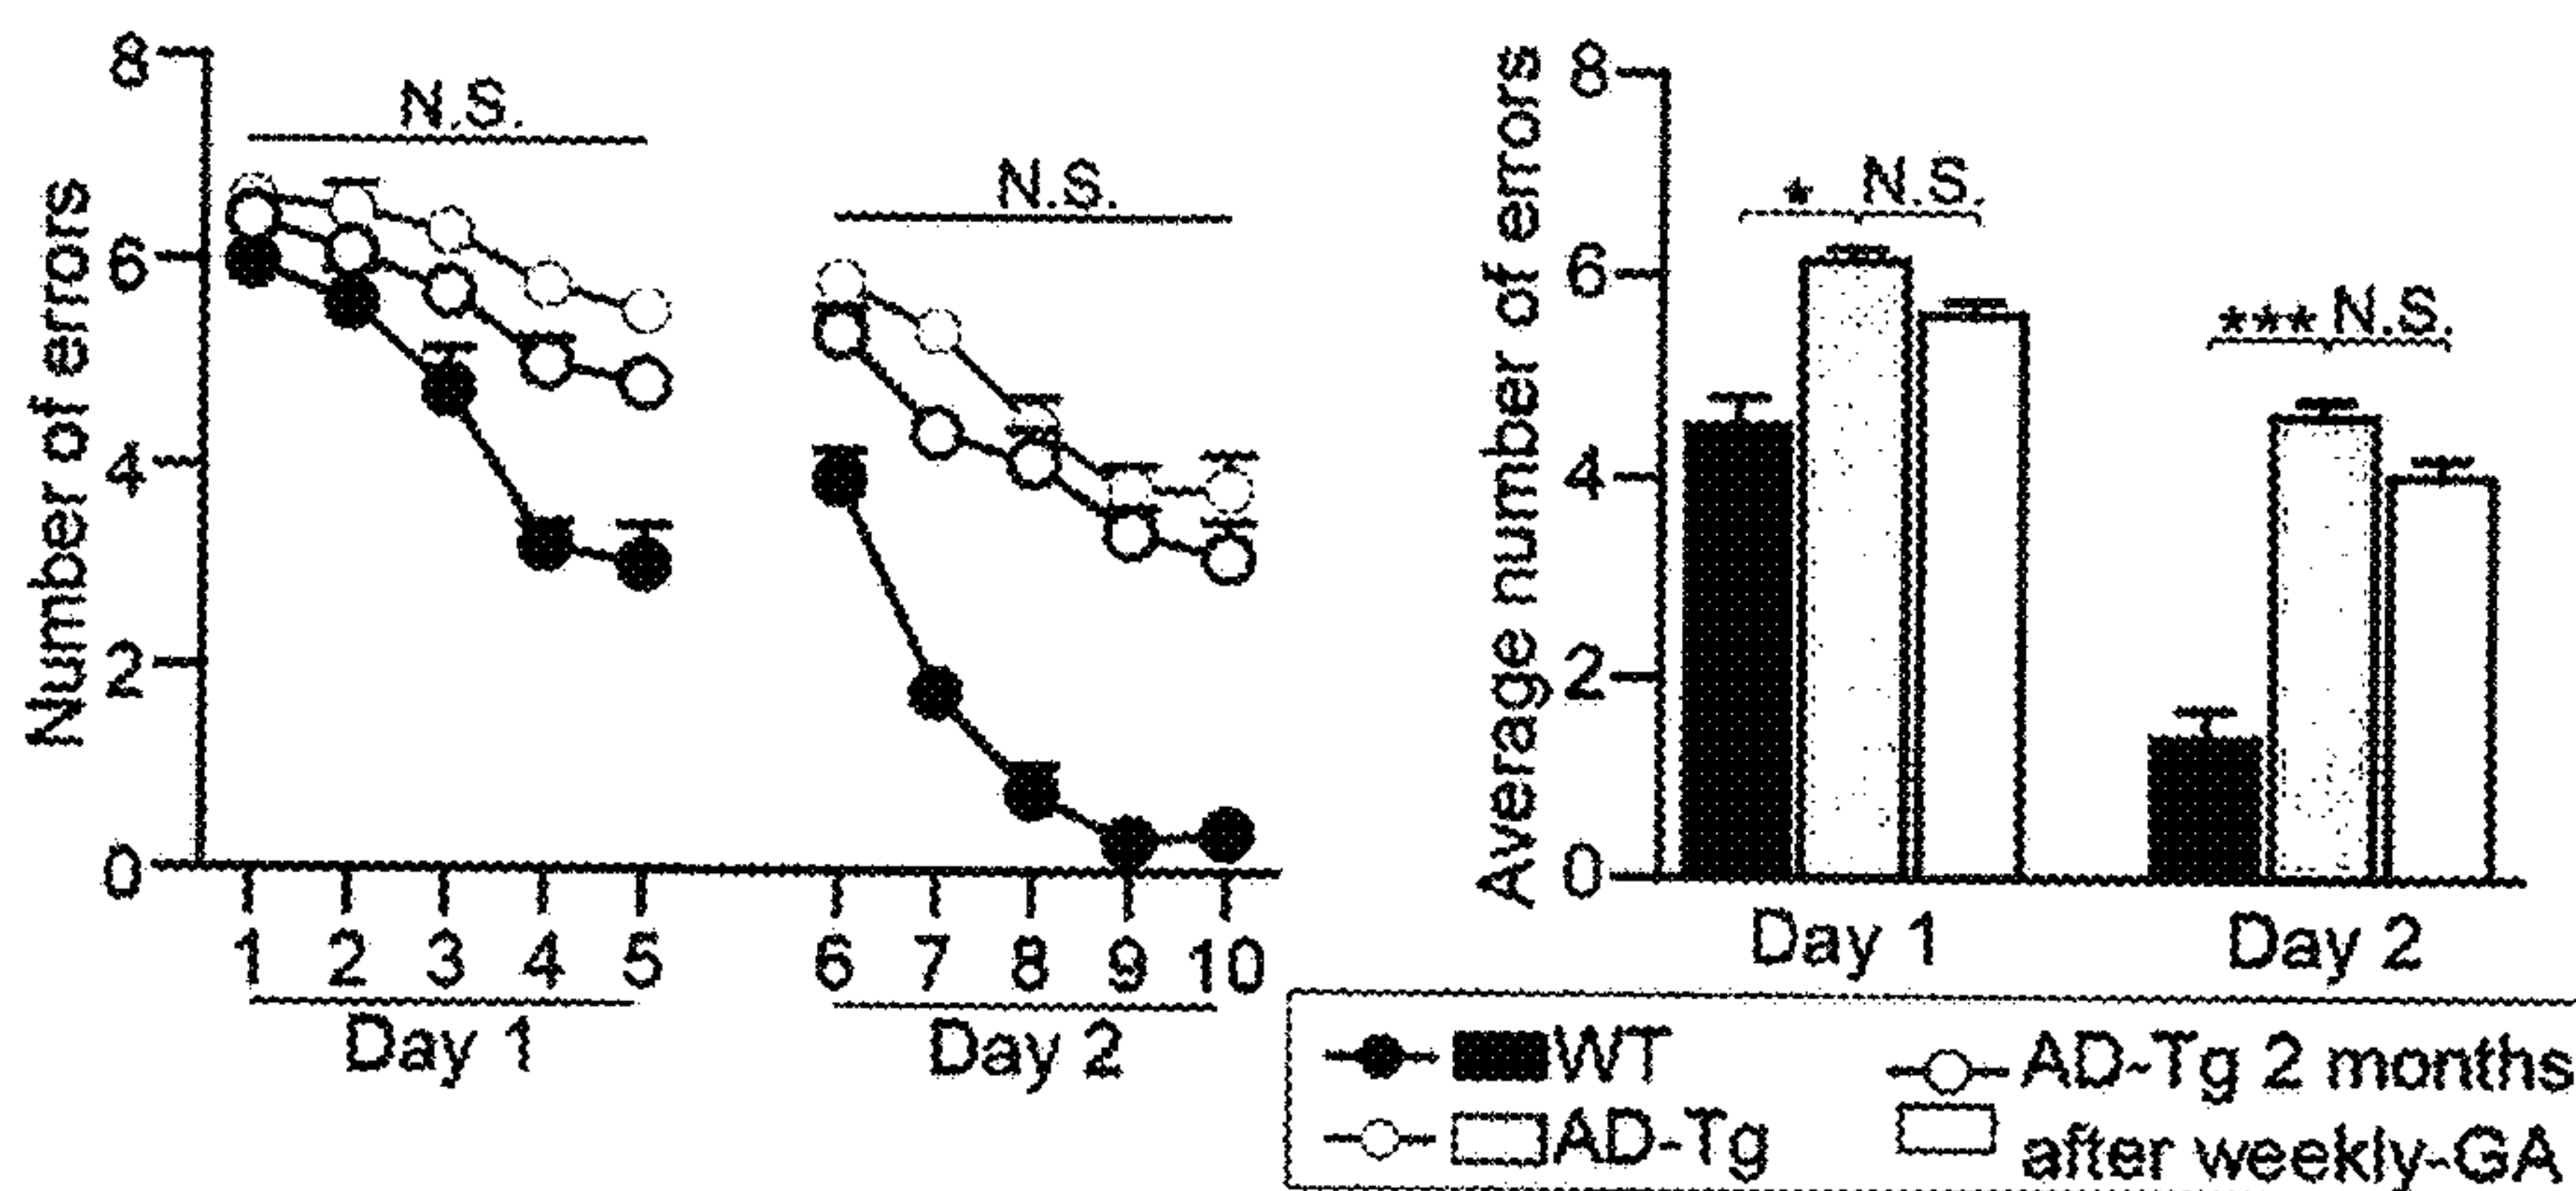 Number of errors
8
6
4
2
0
N.S.
N.S.
1 2 3 4 5 6 7 8 9 10
Day 1 Day 2
Average number of errors
8
6
4
2
0
* N.S.
*** N.S.
Day 1 Day 2
WT
AD-Tg
AD-Tg 2 months
after weekly-GA